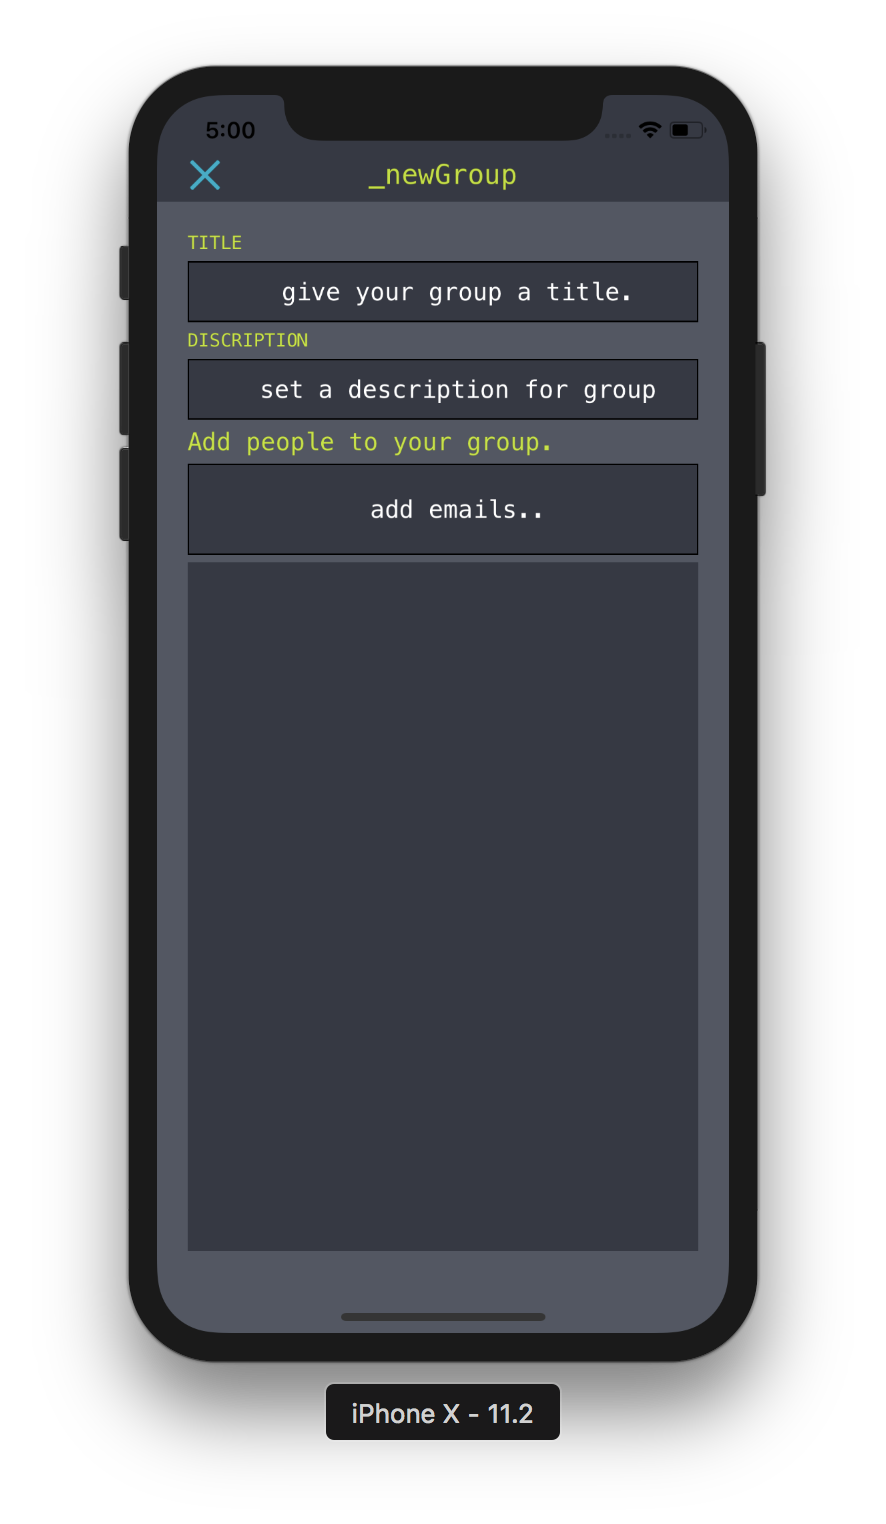 5:00
_newGroup
TITLE
give your group a title.
DISCRIPTION
set a description for group
Add people to your group.
add emails..
iPhone X - 11.2